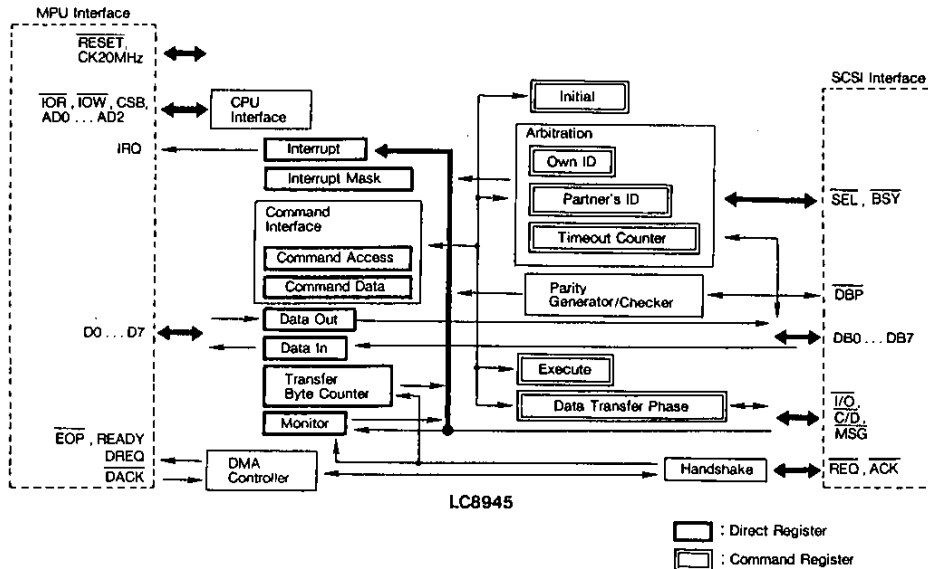 MPU Interface
RESET,
CK20MHz
IOR, IOW, CSB,
AD0 ... AD2
IRQ
D0 ... D7
EOP, READY
DREQ
DACK
CPU
Interface
Interrupt
Interrupt Mask
Command
Interface
Command Access
Command Data
Data Out
Data In
Transfer
Byte Counter
Monitor
DMA
Controller
Initial
Arbitration
Own ID
Partner's ID
Timeout Counter
Parity
Generator/Checker
Execute
Data Transfer Phase
Handshake
SCSI Interface
SEL, BSY
DBP
DB0 ... DB7
I/O,
C/D,
MSG
REQ, ACK
LC8945
: Direct Register
: Command Register